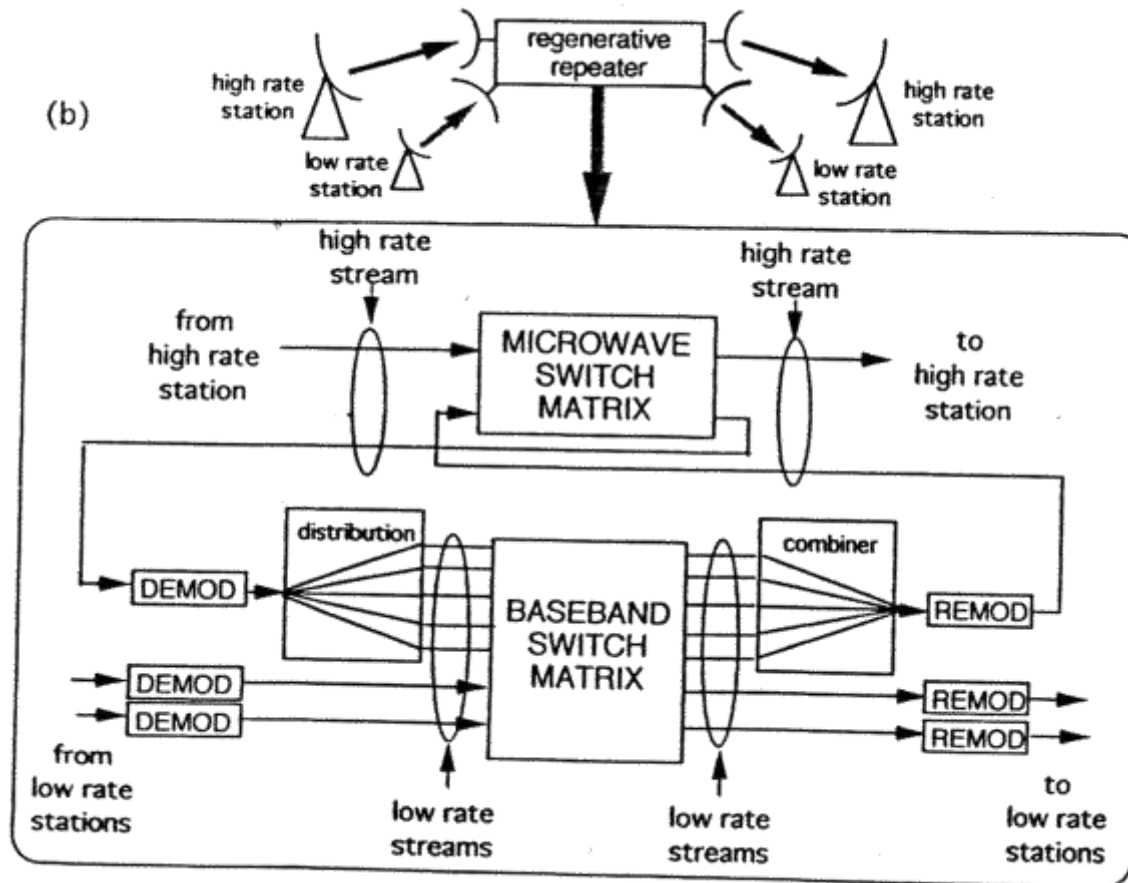 (b)
regenerative
repeater
high rate
station
low rate
station
high rate
station
low rate
station
high rate
stream
high rate
stream
from
high rate
station
MICROWAVE
SWITCH
MATRIX
to
high rate
station
distribution
combiner
DEMOD
BASEBAND
SWITCH
MATRIX
REMOD
DEMOD
REMOD
DEMOD
REMOD
from
low rate
stations
low rate
streams
low rate
streams
to
low rate
stations